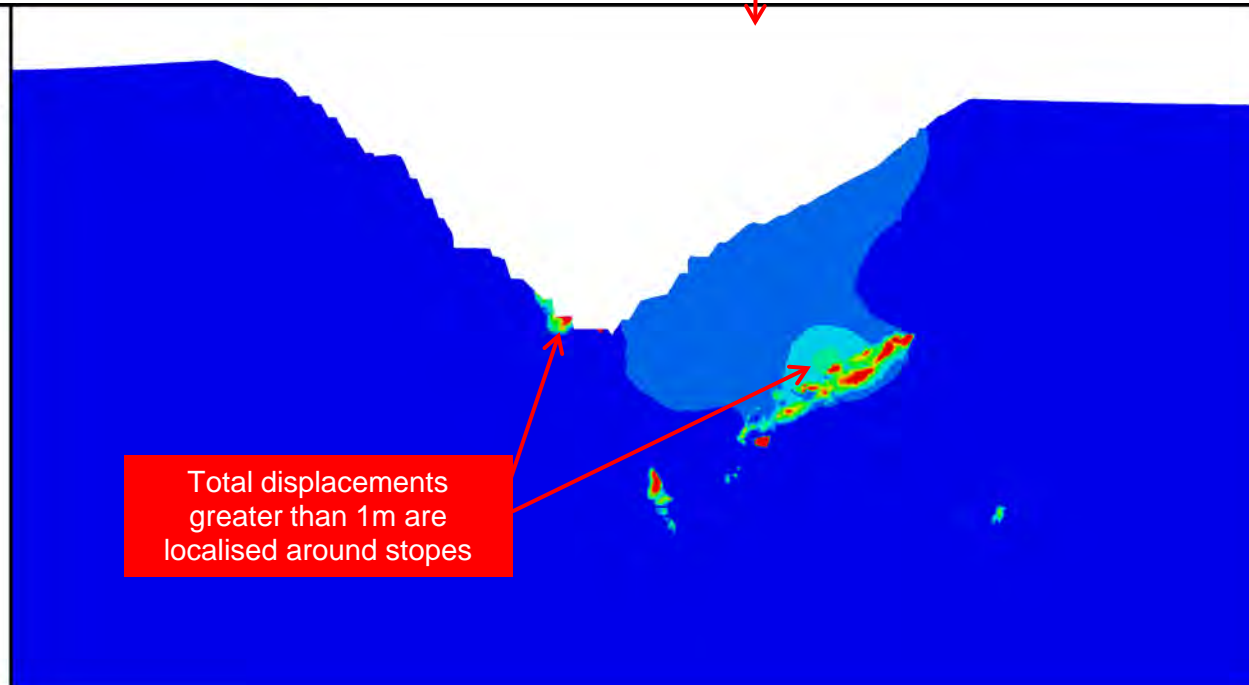 Total displacements
greater than 1m are
localised around stopes